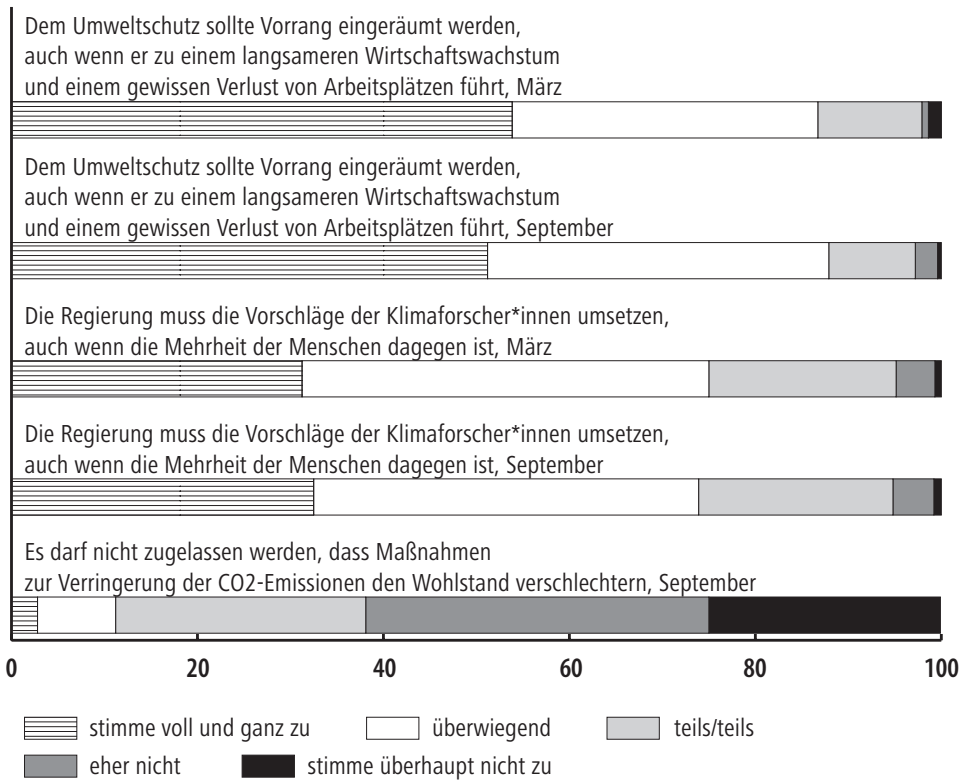 Dem Umweltschutz sollte Vorrang eingeräumt werden,
auch wenn er zu einem langsameren Wirtschaftswachstum
und einem gewissen Verlust von Arbeitsplätzen führt, März
Dem Umweltschutz sollte Vorrang eingeräumt werden,
auch wenn er zu einem langsameren Wirtschaftswachstum
und einem gewissen Verlust von Arbeitsplätzen führt, September
Die Regierung muss die Vorschläge der Klimaforscher*innen umsetzen,
auch wenn die Mehrheit der Menschen dagegen ist, März
Die Regierung muss die Vorschläge der Klimaforscher*innen umsetzen,
auch wenn die Mehrheit der Menschen dagegen ist, September
Es darf nicht zugelassen werden, dass Maßnahmen
zur Verringerung der CO2-Emissionen den Wohlstand verschlechtern, September
0 20 40 60 80 100
stimme voll und ganz zu überwiegend teils/teils
eher nicht stimme überhaupt nicht zu